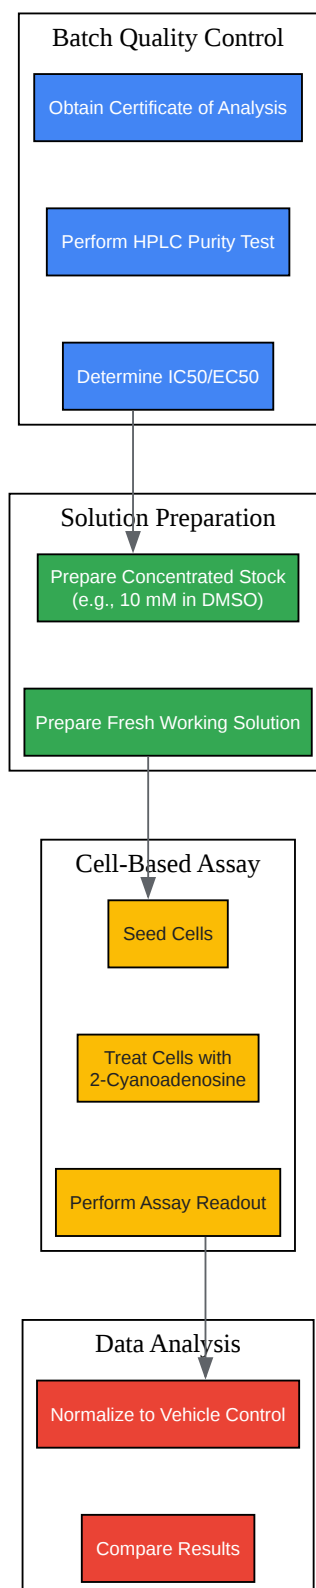 Batch Quality Control
Obtain Certificate of Analysis
Perform HPLC Purity Test
Determine IC50/EC50
Solution Preparation
Prepare Concentrated Stock
(e.g., 10 mM in DMSO)
Prepare Fresh Working Solution
Cell-Based Assay
Seed Cells
Treat Cells with
2-Cyanoadenosine
Perform Assay Readout
Data Analysis
Normalize to Vehicle Control
Compare Results